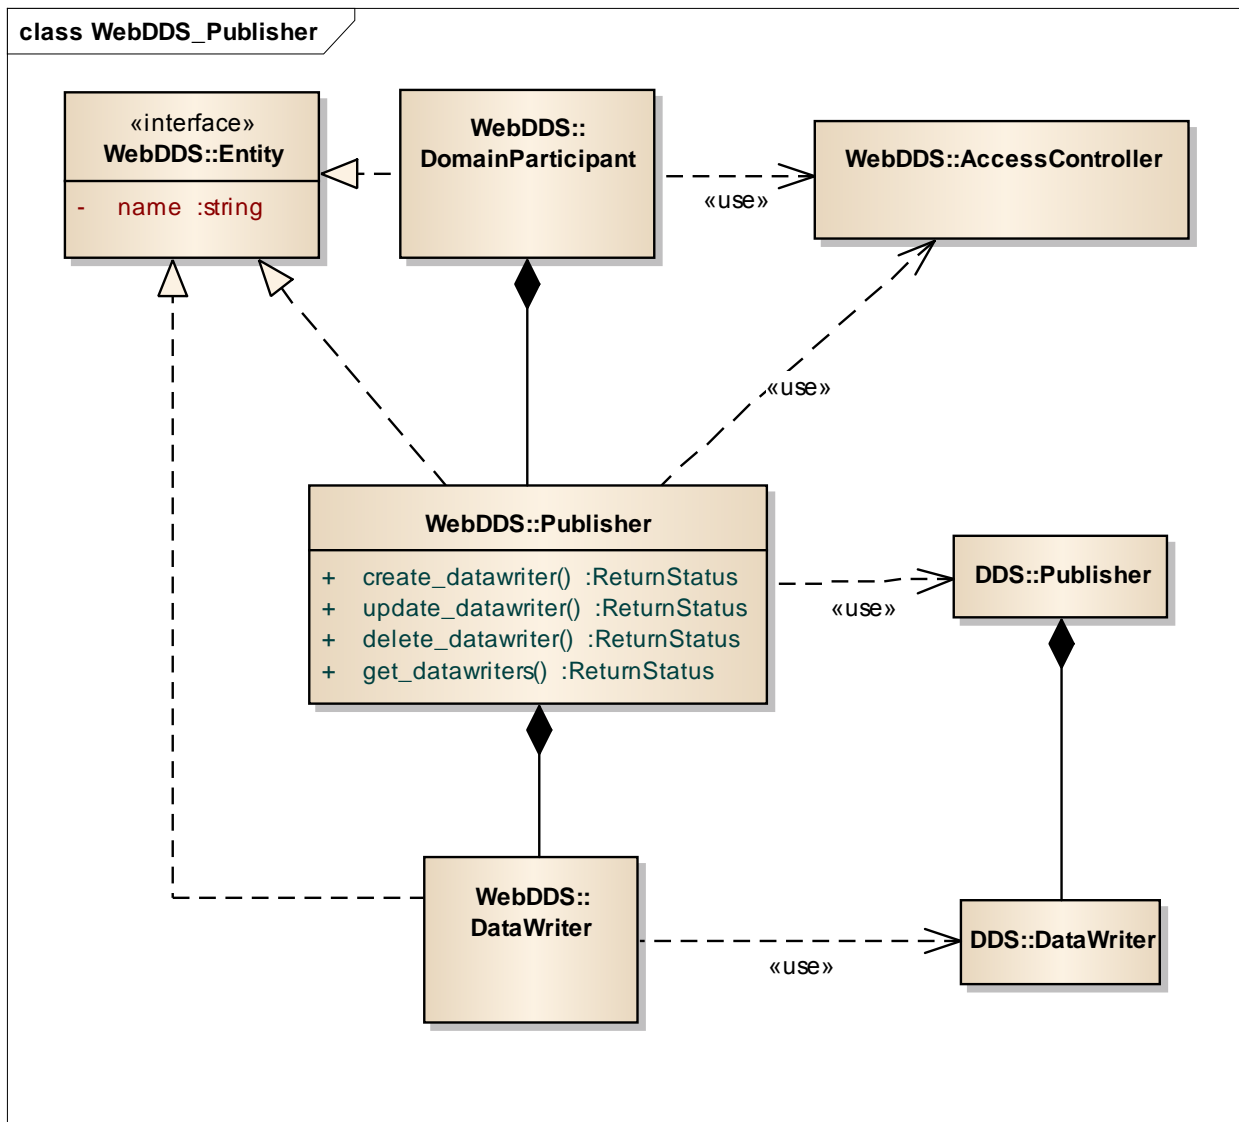 class WebDDS_Publisher
«interface»
WebDDS::Entity
- name :string
WebDDS::
DomainParticipant
WebDDS::AccessController
«use»
«use»
WebDDS::Publisher
+ create_datawriter() :ReturnStatus
+ update_datawriter() :ReturnStatus
+ delete_datawriter() :ReturnStatus
+ get_datawriters() :ReturnStatus
DDS::Publisher
«use»
WebDDS::
DataWriter
DDS::DataWriter
«use»